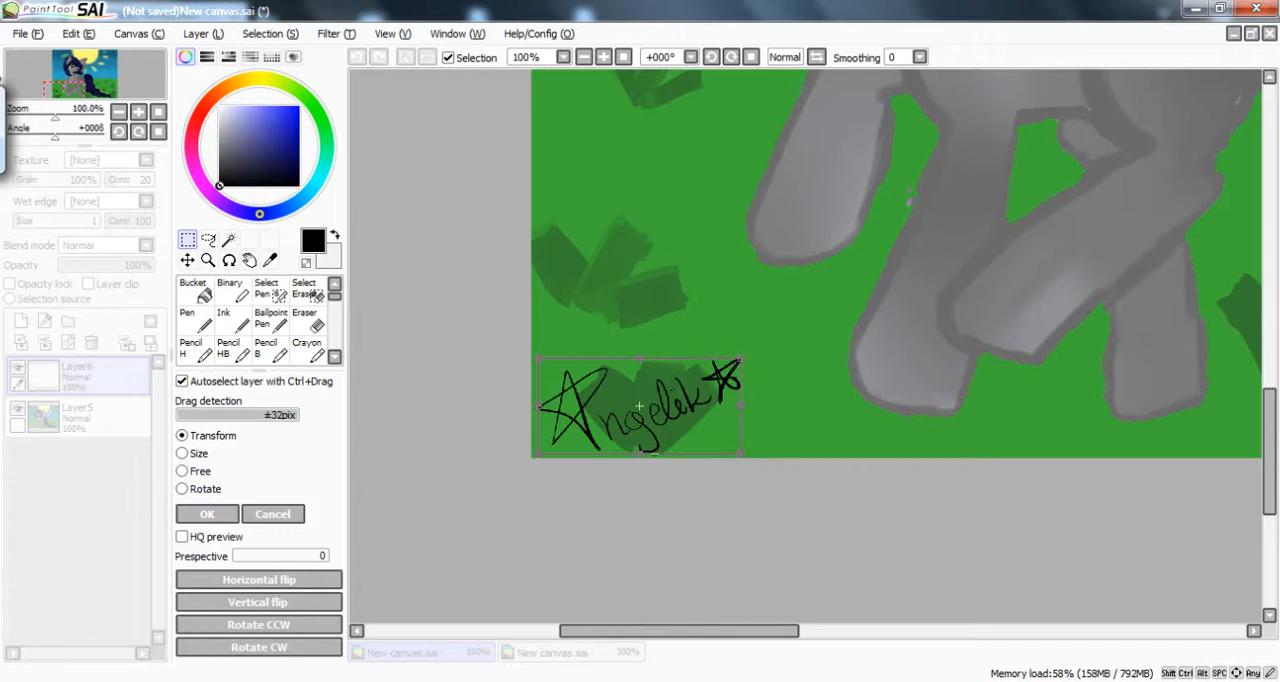 PaintTool SAI (Not saved)New canvas.sai (*)
File (F) Edit (E) Canvas (C) Layer (L) Selection (S) Filter (T) View (V) Window (W) Help/Config (O)
Selection 100% +000° Normal Smoothing 0
Zoom 100.0%
Angle +000°
Texture [None]
Grain 100% Contr 20
Wet edge [None]
Size 1 Contr 100
Blend mode Normal
Opacity 100%
Opacity lock Layer clip
Selection source
Layer6
Normal
100%
Layer5
Normal
100%
Bucket Binary Select Pen Select Eraser
Pen Ink Ballpoint Pen Eraser
Pencil H Pencil HB Pencil B Crayon
Autoselect layer with Ctrl+Drag
Drag detection
±32pix
Transform
Size
Free
Rotate
OK Cancel
HQ preview
Prespective 0
Horizontal flip
Vertical flip
Rotate CCW
Rotate CW
ngelek
New canvas.sai 100% New canvas.sai 300%
Memory load:58% (158MB / 792MB) Shift Ctrl Alt SPC Any